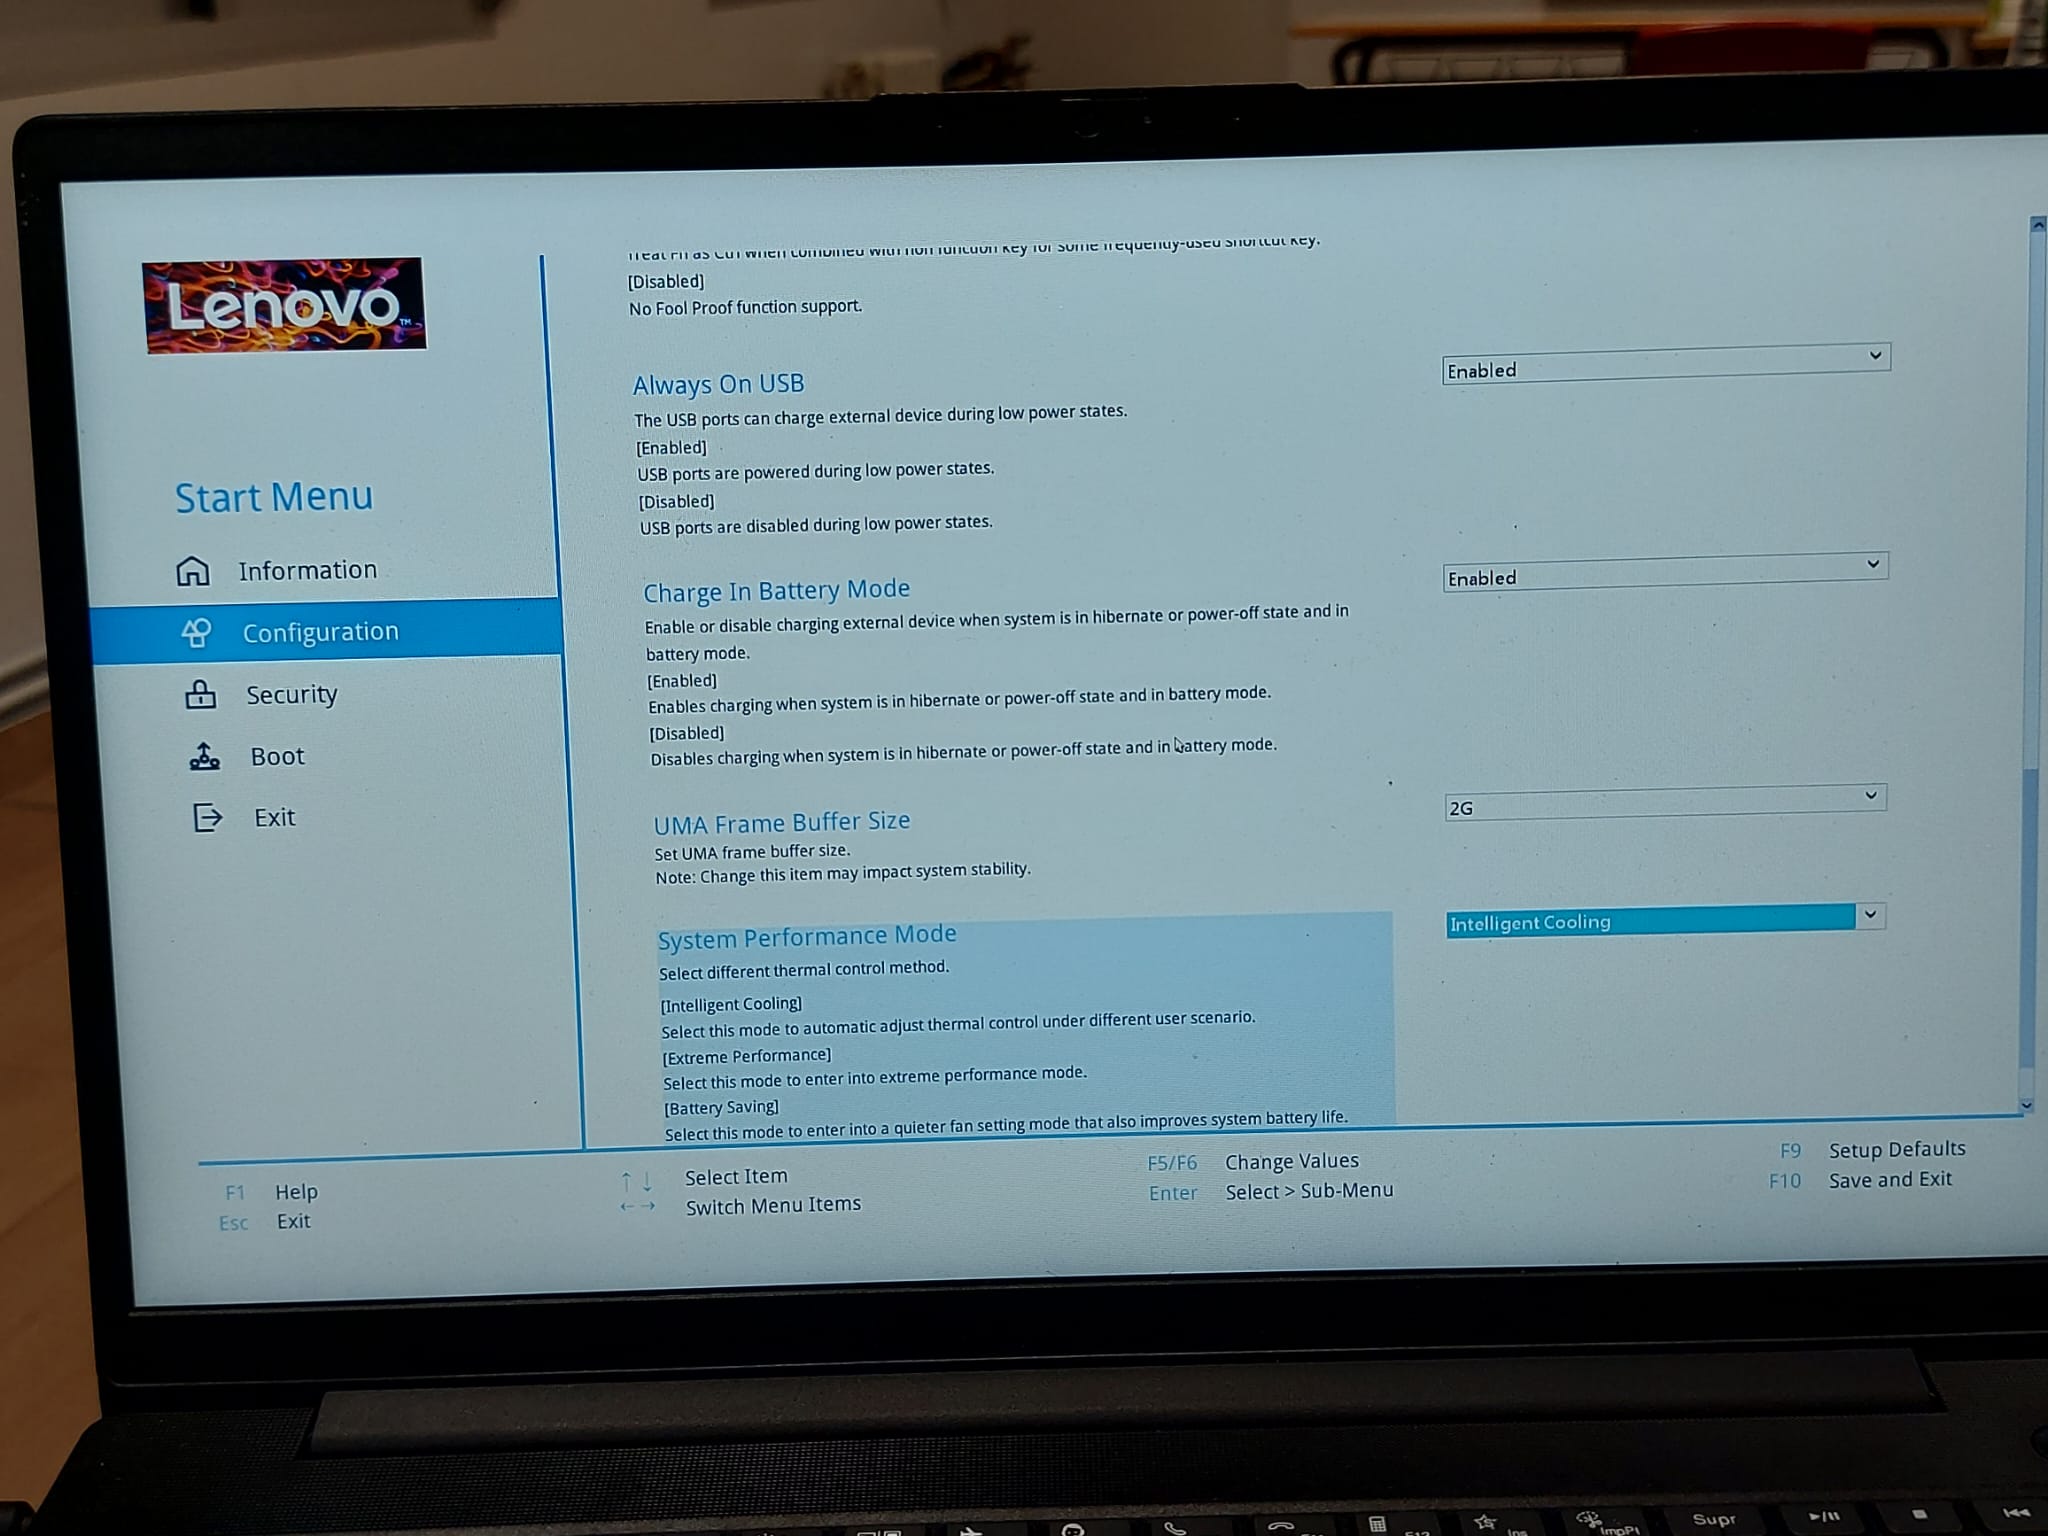 Lenovo™
Start Menu
Information
Configuration
Security
Boot
Exit
Treat Fn as Ctrl when combined with non function key for some frequently-used shortcut key.
[Disabled]
No Fool Proof function support.
Always On USB
Enabled
The USB ports can charge external device during low power states.
[Enabled]
USB ports are powered during low power states.
[Disabled]
USB ports are disabled during low power states.
Charge In Battery Mode
Enabled
Enable or disable charging external device when system is in hibernate or power-off state and in
battery mode.
[Enabled]
Enables charging when system is in hibernate or power-off state and in battery mode.
[Disabled]
Disables charging when system is in hibernate or power-off state and in battery mode.
UMA Frame Buffer Size
2G
Set UMA frame buffer size.
Note: Change this item may impact system stability.
System Performance Mode
Intelligent Cooling
Select different thermal control method.
[Intelligent Cooling]
Select this mode to automatic adjust thermal control under different user scenario.
[Extreme Performance]
Select this mode to enter into extreme performance mode.
[Battery Saving]
Select this mode to enter into a quieter fan setting mode that also improves system battery life.
F1 Help
Esc Exit
↑ ↓ Select Item
← → Switch Menu Items
F5/F6 Change Values
Enter Select > Sub-Menu
F9 Setup Defaults
F10 Save and Exit
F12 Ins ImpPt Supr